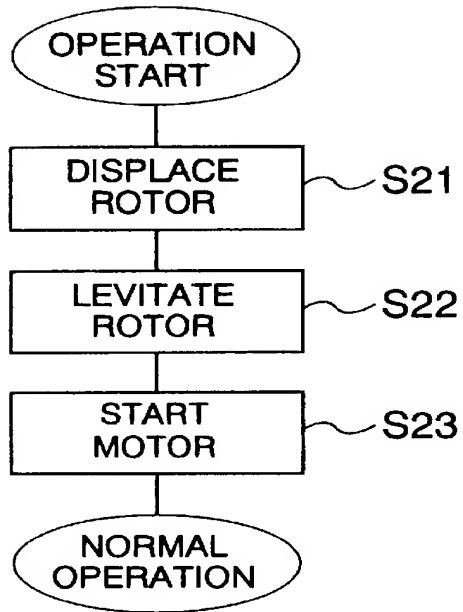 OPERATION
START
DISPLACE
ROTOR
S21
LEVITATE
ROTOR
S22
START
MOTOR
S23
NORMAL
OPERATION